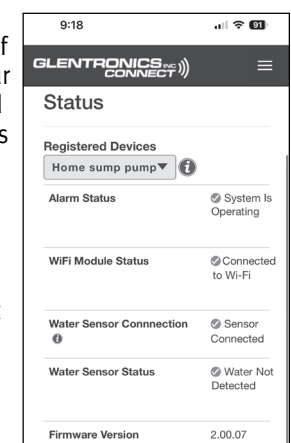 9:18
91
GLENTRONICS INC
CONNECT
Status
Registered Devices
Home sump pump▼ i
Alarm Status
System Is
Operating
WiFi Module Status
Connected
to Wi-Fi
Water Sensor Connnection
i
Sensor
Connected
Water Sensor Status
Water Not
Detected
Firmware Version
2.00.07